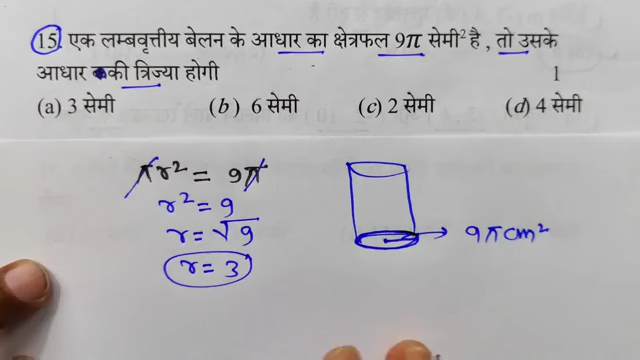 15. एक लम्बवृत्तीय बेलन के आधार का क्षेत्रफल 9π सेमी² है, तो उसके
आधार की त्रिज्या होगी 1
(a) 3 सेमी (b) 6 सेमी (c) 2 सेमी (d) 4 सेमी
πr² = 9π
r² = 9
r = √9
r = 3
9π cm²